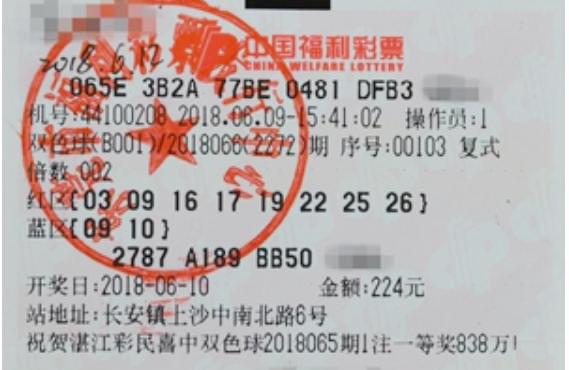 中国福利彩票
CHINA WELFARE LOTTERY
2018.6.12
065E 3B2A 77BE 0481 DFB3
机号:44100208 2018.06.09-15:41:02 操作员:1
双色球(B001)/2018066(2272)期 序号:00103 复式
倍数 002
红区[03 09 16 17 19 22 25 26]
蓝区[09 10]
2787 A189 BB50
开奖日:2018-06-10 金额:224元
站地址:长安镇上沙中南北路6号
祝贺湛江彩民喜中双色球2018065期1注一等奖838万!